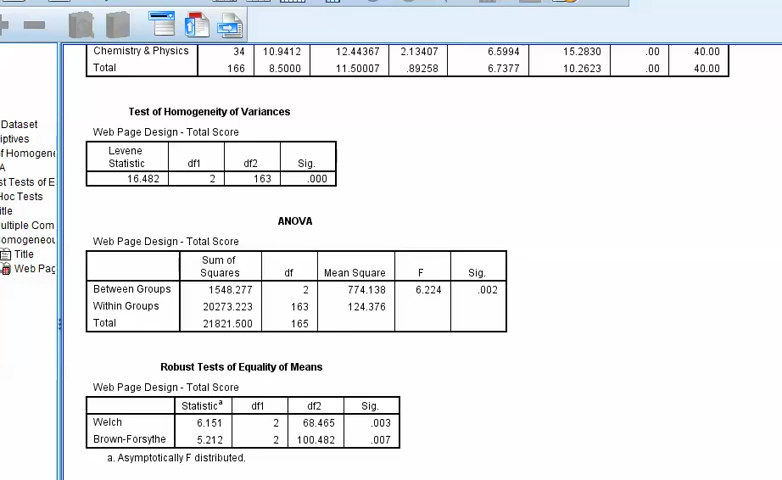 Chemistry & Physics 34 10.9412 12.44367 2.13407 6.5994 15.2830 .00 40.00
Total 166 8.5000 11.50007 .89258 6.7377 10.2623 .00 40.00
Test of Homogeneity of Variances
Dataset
Web Page Design - Total Score
iptives
Levene
Statistic df1 df2 Sig.
f Homogene
A
16.482 2 163 .000
st Tests of E
Hoc Tests
itle
ultiple Com
ANOVA
omogeneou
Web Page Design - Total Score
Title
Web Pag
Sum of
Squares df Mean Square F Sig.
Between Groups 1548.277 2 774.138 6.224 .002
Within Groups 20273.223 163 124.376
Total 21821.500 165
Robust Tests of Equality of Means
Web Page Design - Total Score
Statistica df1 df2 Sig.
Welch 6.151 2 68.465 .003
Brown-Forsythe 5.212 2 100.482 .007
a. Asymptotically F distributed.